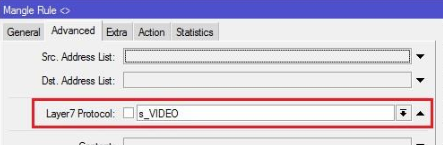 Mangle Rule <>
General Advanced Extra Action Statistics
Src. Address List:
Dst. Address List:
Layer7 Protocol: s_VIDEO